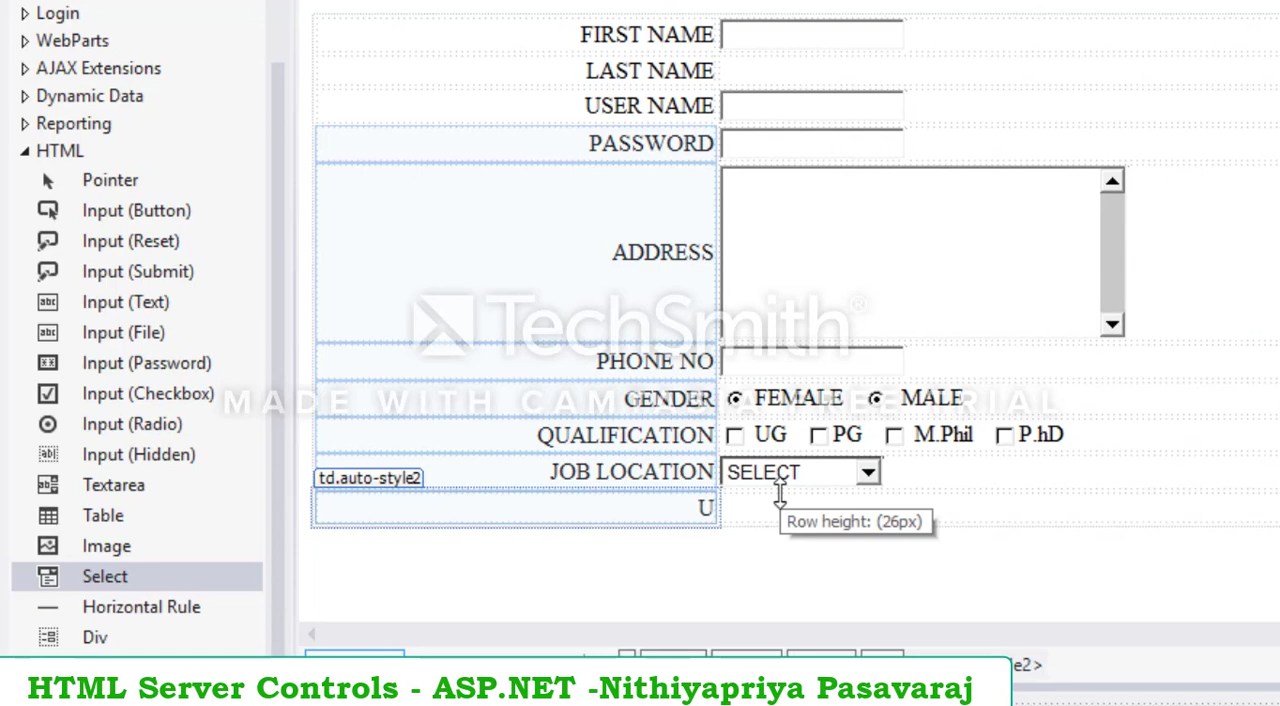 Login
WebParts
AJAX Extensions
Dynamic Data
Reporting
HTML
Pointer
Input (Button)
Input (Reset)
Input (Submit)
Input (Text)
Input (File)
Input (Password)
Input (Checkbox)
Input (Radio)
Input (Hidden)
Textarea
Table
Image
Select
Horizontal Rule
Div
FIRST NAME
LAST NAME
USER NAME
PASSWORD
ADDRESS
PHONE NO
GENDER FEMALE MALE
QUALIFICATION UG PG M.Phil P.hD
JOB LOCATION SELECT
td.auto-style2
U
Row height: (26px)
TechSmith®
MADE WITH CAMTASIA FREE TRIAL
e2>
HTML Server Controls - ASP.NET -Nithiyapriya Pasavaraj